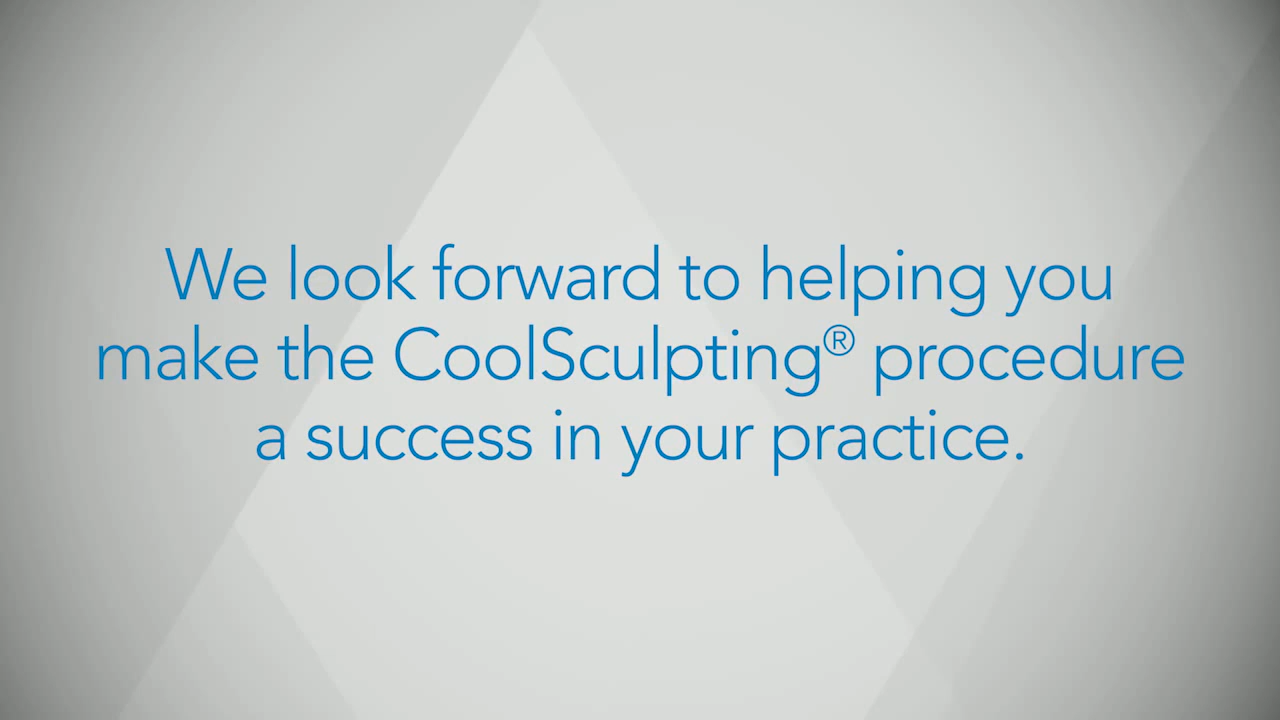 We look forward to helping you
make the CoolSculpting® procedure
a success in your practice.